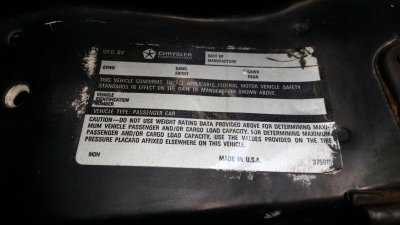 MFG. BY CHRYSLER CORPORATION DATE OF MANUFACTURE
GVWR GAWR FRONT GAWR REAR
THIS VEHICLE CONFORMS TO ALL APPLICABLE FEDERAL MOTOR VEHICLE SAFETY
STANDARDS IN EFFECT ON THE DATE OF MANUFACTURE SHOWN ABOVE.
VEHICLE IDENTIFICATION NUMBER
VEHICLE TYPE: PASSENGER CAR
CAUTION—DO NOT USE WEIGHT RATING DATA PROVIDED ABOVE FOR DETERMINING MAXI-
MUM VEHICLE PASSENGER AND/OR CARGO LOAD CAPACITY. FOR DETERMINING MAXIMUM
PASSENGER AND/OR CARGO LOAD CAPACITY, USE THE VALUES PROVIDED ON THE TIRE
PRESSURE PLACARD AFFIXED ELSEWHERE ON THIS VEHICLE.
MDH MADE IN U.S.A.